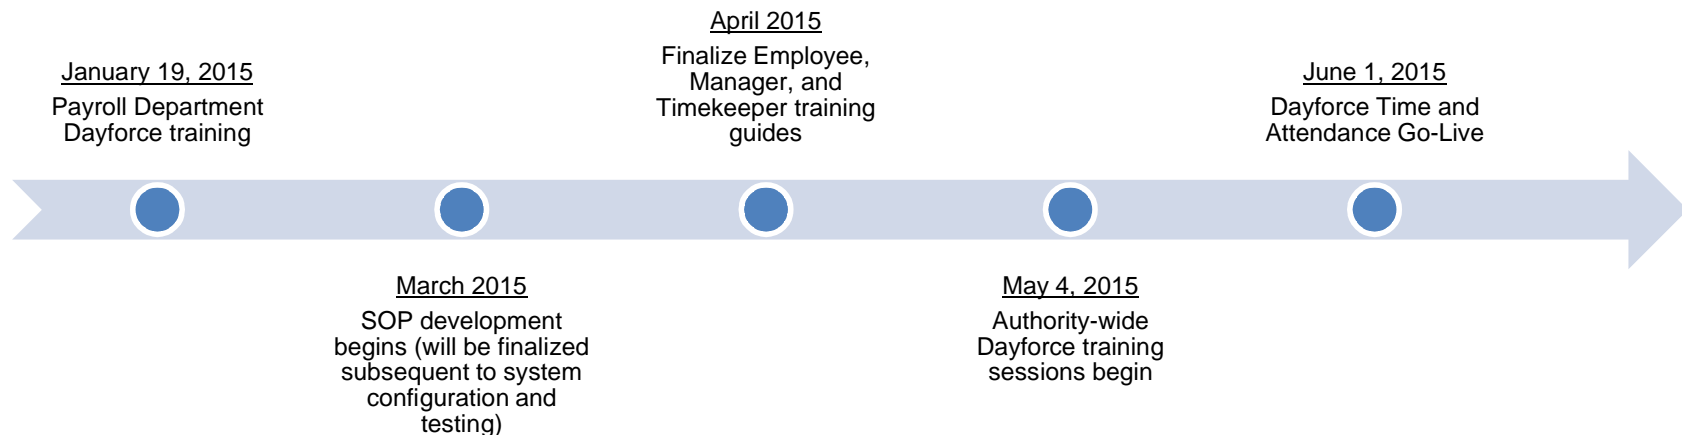 January 19, 2015
Payroll Department
Dayforce training
March 2015
SOP development
begins (will be finalized
subsequent to system
configuration and
testing)
April 2015
Finalize Employee,
Manager, and
Timekeeper training
guides
May 4, 2015
Authority-wide
Dayforce training
sessions begin
June 1, 2015
Dayforce Time and
Attendance Go-Live